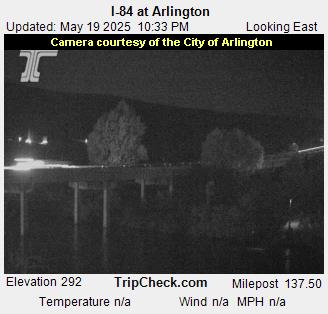 I-84 at Arlington
Updated: May 19 2025 10:33 PM Looking East
Camera courtesy of the City of Arlington
Elevation 292 TripCheck.com Milepost 137.50
Temperature n/a Wind n/a MPH n/a